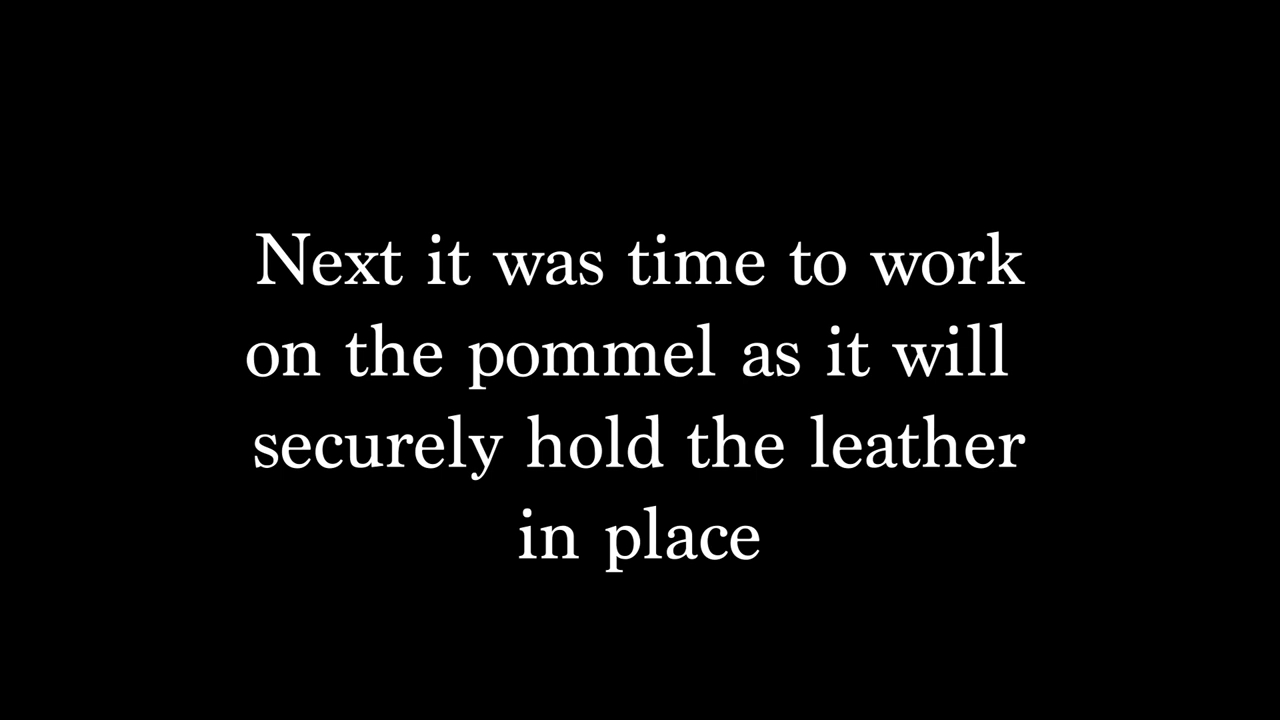 Next it was time to work
on the pommel as it will
securely hold the leather
in place